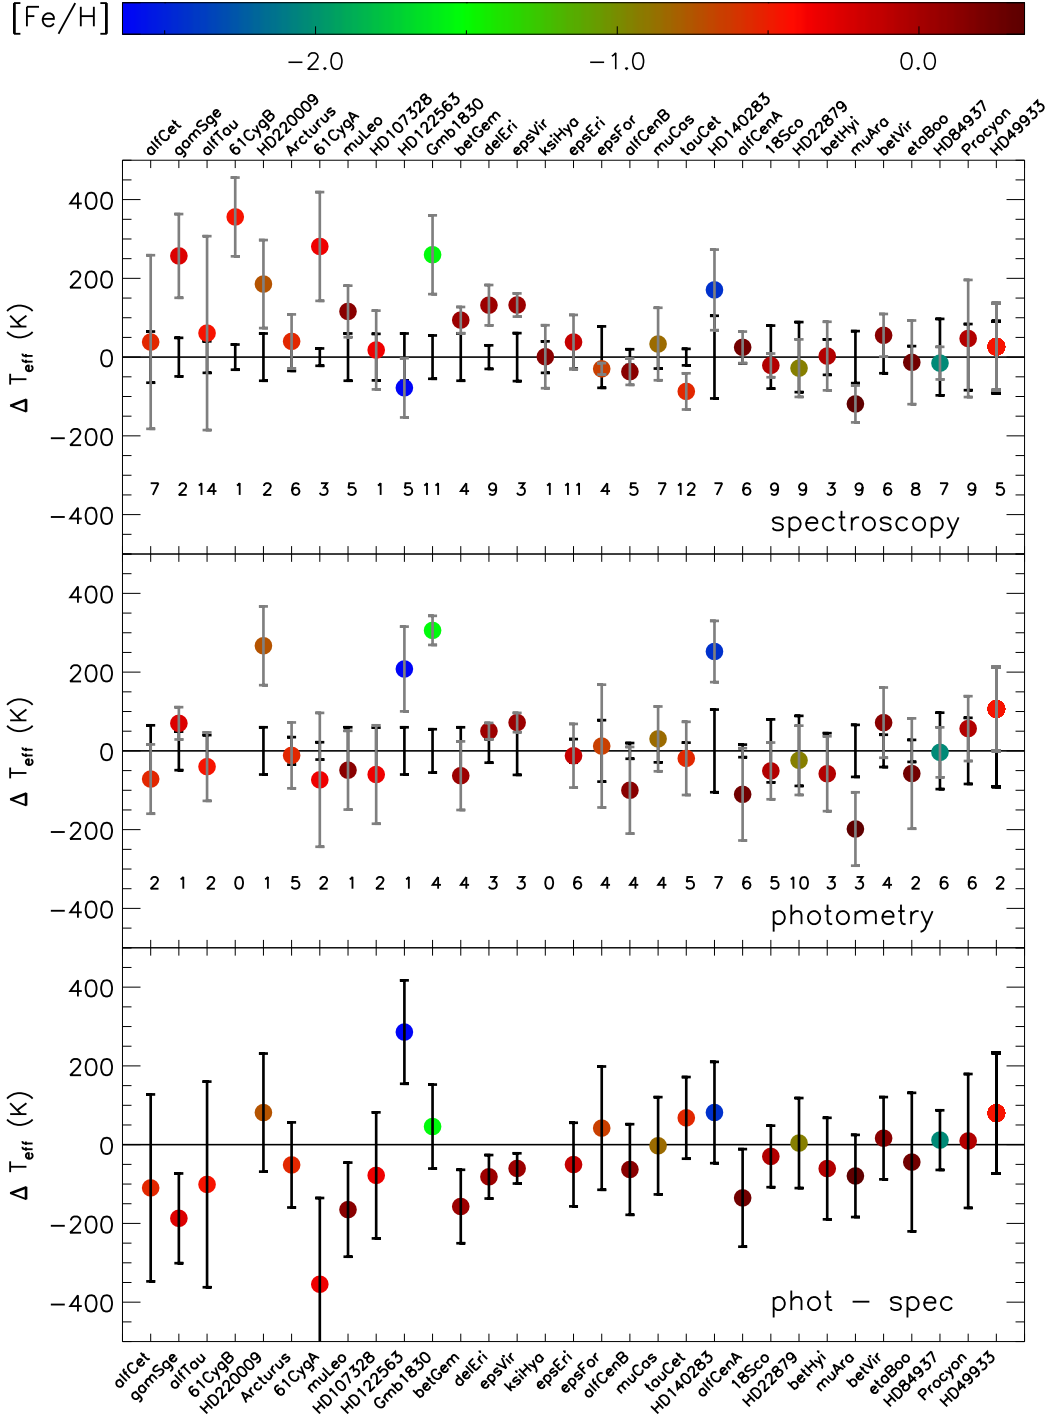 [Fe/H]
−2.0 −1.0 0.0
alfCet gamSge alfTau 61CygB HD220009 Arcturus 61CygA muLeo HD107328 HD122563 Gmb1830 betGem delEri epsVir ksiHya epsEri epsFor alfCenB muCas tauCet HD140283 alfCenA 18Sco HD22879 betHyi muAra betVir etaBoo HD84937 Procyon HD49933
400
200
0
−200
−400
Δ Teff (K)
7 2 14 1 2 6 3 5 1 5 11 4 9 3 1 11 4 5 7 12 7 6 9 9 3 9 6 8 7 9 5
spectroscopy
400
200
0
−200
−400
Δ Teff (K)
2 1 2 0 1 5 2 1 2 1 4 4 3 3 0 6 4 4 4 5 7 6 5 10 3 3 4 2 6 6 2
photometry
400
200
0
−200
−400
Δ Teff (K)
phot − spec
alfCet gamSge alfTau 61CygB HD220009 Arcturus 61CygA muLeo HD107328 HD122563 Gmb1830 betGem delEri epsVir ksiHya epsEri epsFor alfCenB muCas tauCet HD140283 alfCenA 18Sco HD22879 betHyi muAra betVir etaBoo HD84937 Procyon HD49933